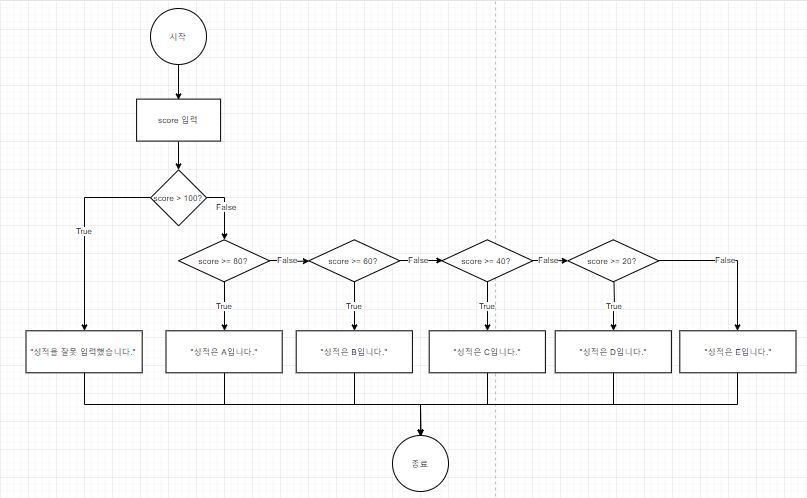 시작
score 입력
score > 100?
True
False
score >= 80?
False
score >= 60?
False
score >= 40?
False
score >= 20?
False
True
True
True
True
"성적을 잘못 입력했습니다."
"성적은 A입니다."
"성적은 B입니다."
"성적은 C입니다."
"성적은 D입니다."
"성적은 E입니다."
종료